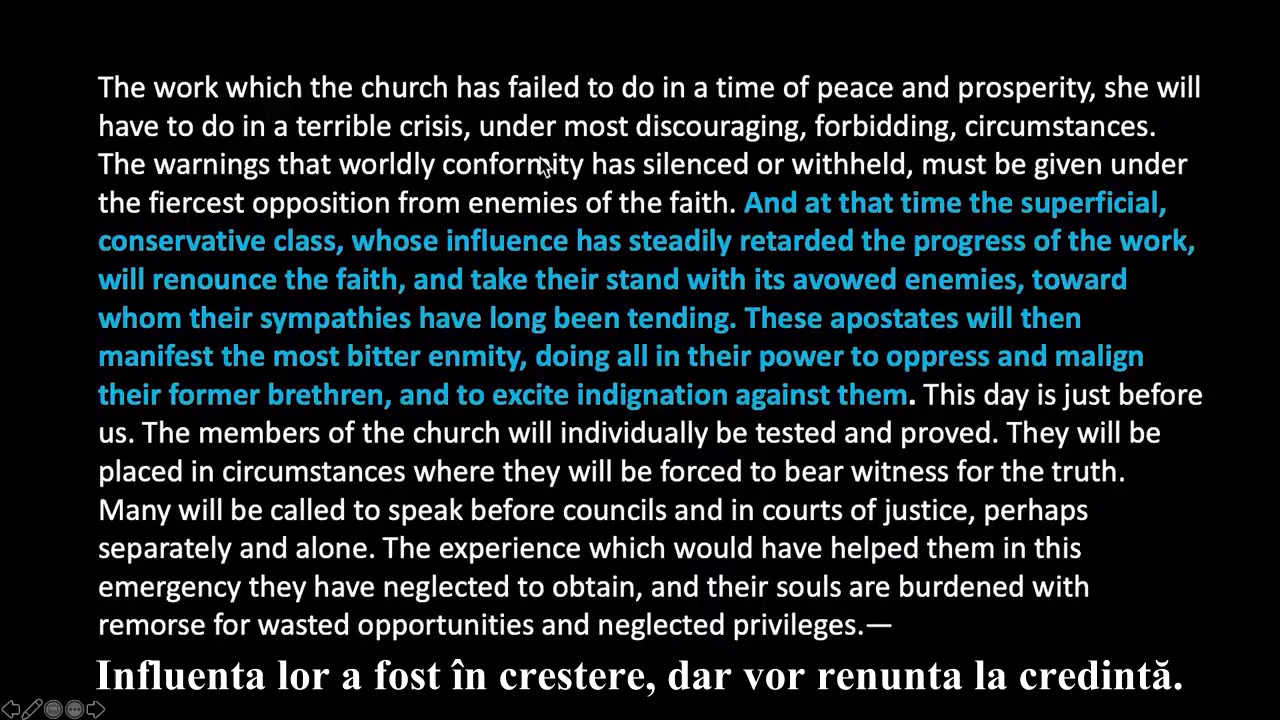 The work which the church has failed to do in a time of peace and prosperity, she will
have to do in a terrible crisis, under most discouraging, forbidding, circumstances.
The warnings that worldly conformity has silenced or withheld, must be given under
the fiercest opposition from enemies of the faith. And at that time the superficial,
conservative class, whose influence has steadily retarded the progress of the work,
will renounce the faith, and take their stand with its avowed enemies, toward
whom their sympathies have long been tending. These apostates will then
manifest the most bitter enmity, doing all in their power to oppress and malign
their former brethren, and to excite indignation against them. This day is just before
us. The members of the church will individually be tested and proved. They will be
placed in circumstances where they will be forced to bear witness for the truth.
Many will be called to speak before councils and in courts of justice, perhaps
separately and alone. The experience which would have helped them in this
emergency they have neglected to obtain, and their souls are burdened with
remorse for wasted opportunities and neglected privileges.—
Influenta lor a fost în crestere, dar vor renunta la credintă.